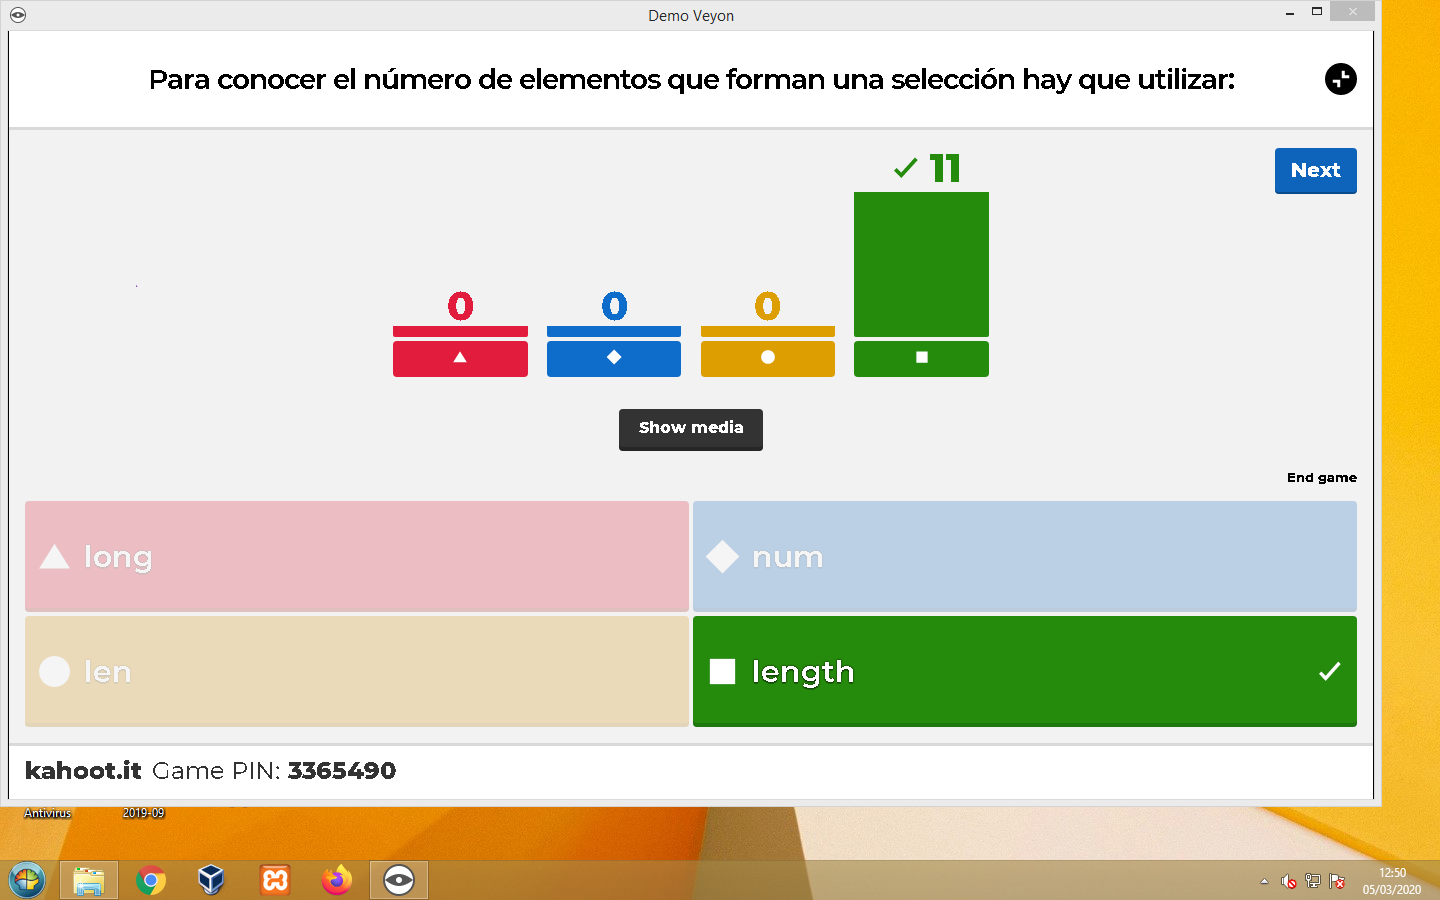 Demo Veyon
Para conocer el número de elementos que forman una selección hay que utilizar:
11
Next
0
0
0
Show media
End game
long
num
len
length
kahoot.it Game PIN: 3365490
Antivirus
2019-09
12:50
05/03/2020